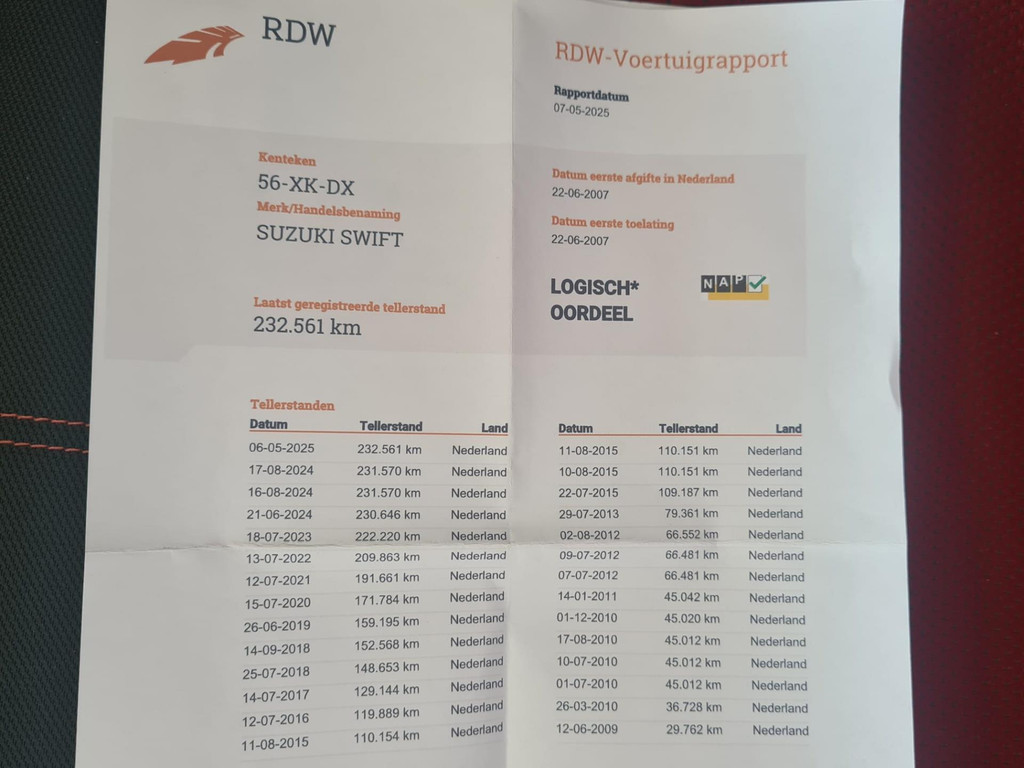 RDW
RDW-Voertuigrapport
Rapportdatum
07-05-2025
Kenteken
56-XK-DX
Merk/Handelsbenaming
SUZUKI SWIFT
Laatst geregistreerde tellerstand
232.561 km
Datum eerste afgifte in Nederland
22-06-2007
Datum eerste toelating
22-06-2007
LOGISCH*
OORDEEL
NAP
Tellerstanden
Datum Tellerstand Land
06-05-2025 232.561 km Nederland
17-08-2024 231.570 km Nederland
16-08-2024 231.570 km Nederland
21-06-2024 230.646 km Nederland
18-07-2023 222.220 km Nederland
13-07-2022 209.863 km Nederland
12-07-2021 191.661 km Nederland
15-07-2020 171.784 km Nederland
26-06-2019 159.195 km Nederland
14-09-2018 152.568 km Nederland
25-07-2018 148.653 km Nederland
14-07-2017 129.144 km Nederland
12-07-2016 119.889 km Nederland
11-08-2015 110.154 km Nederland
Datum Tellerstand Land
11-08-2015 110.151 km Nederland
10-08-2015 110.151 km Nederland
22-07-2015 109.187 km Nederland
29-07-2013 79.361 km Nederland
02-08-2012 66.552 km Nederland
09-07-2012 66.481 km Nederland
07-07-2012 66.481 km Nederland
14-01-2011 45.042 km Nederland
01-12-2010 45.020 km Nederland
17-08-2010 45.012 km Nederland
10-07-2010 45.012 km Nederland
01-07-2010 45.012 km Nederland
26-03-2010 36.728 km Nederland
12-06-2009 29.762 km Nederland